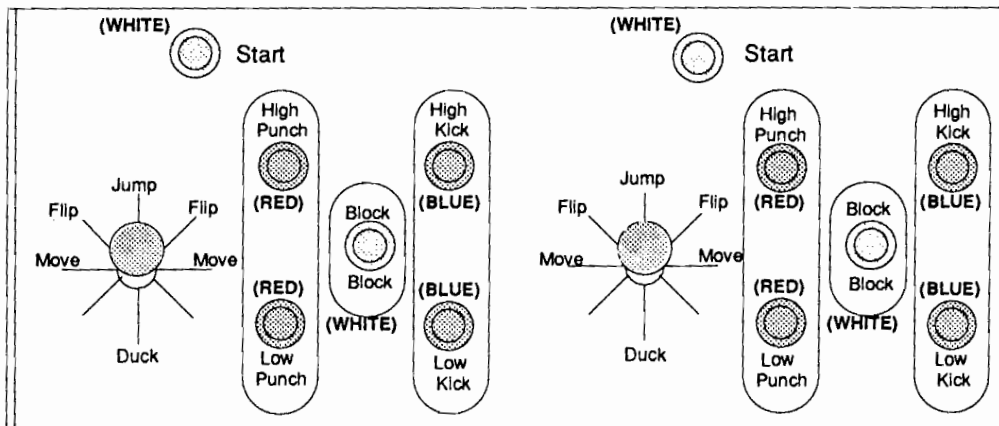 (WHITE)
Start
High
Punch
(RED)
High
Kick
(BLUE)
Jump
Flip
Flip
Move
Move
Duck
Block
Block
(WHITE)
(RED)
Low
Punch
(BLUE)
Low
Kick
(WHITE)
Start
High
Punch
(RED)
High
Kick
(BLUE)
Jump
Flip
Flip
Move
Move
Duck
Block
Block
(WHITE)
(RED)
Low
Punch
(BLUE)
Low
Kick